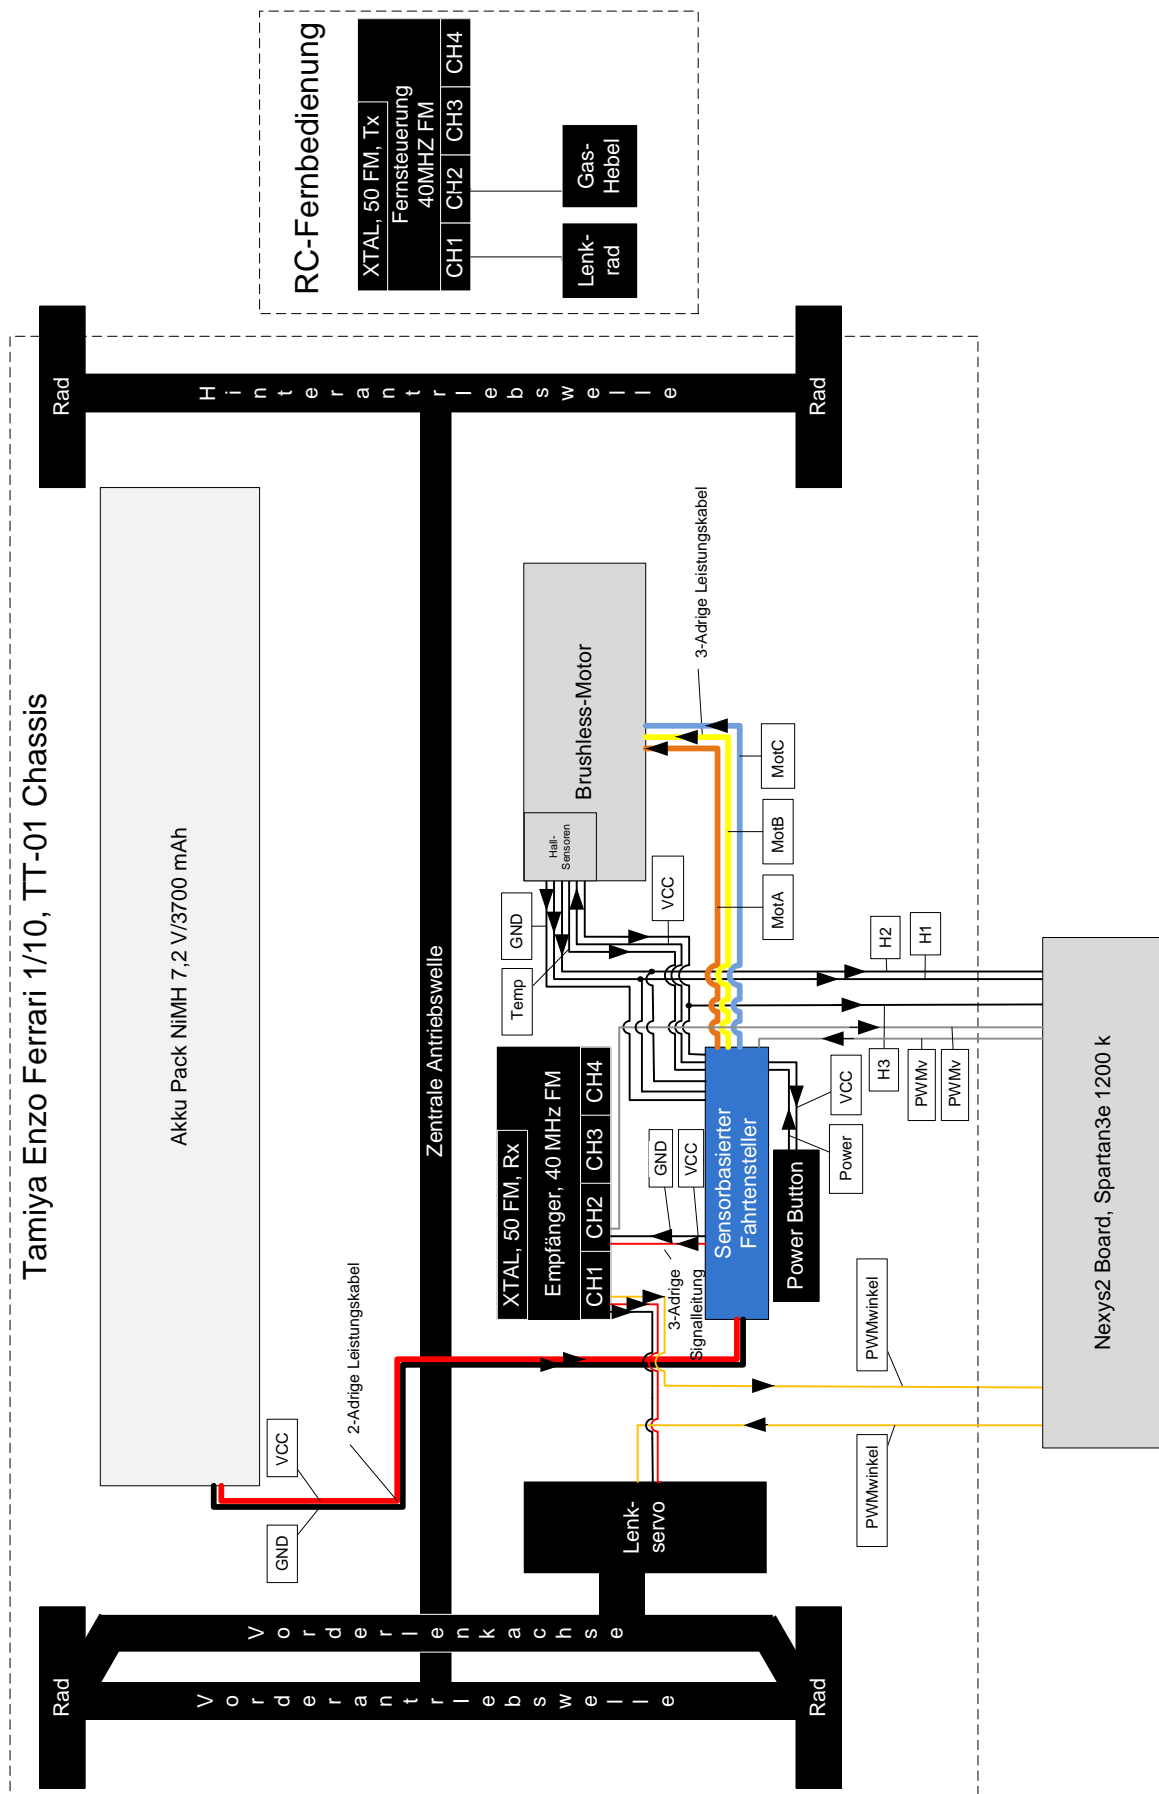 Tamiya Enzo Ferrari 1/10, TT-01 Chassis
RC-Fernbedienung
XTAL, 50 FM, Tx
Fernsteuerung
40MHZ FM
CH1
CH2
CH3
CH4
Lenk-
rad
Gas-
Hebel
Rad
Rad
Hinterantrlebswelle
Akku Pack NiMH 7,2 V/3700 mAh
Zentrale Antriebswelle
Brushless-Motor
Hall-
Sensoren
3-Adrige Leistungskabel
MotC
MotB
MotA
VCC
GND
Temp
H2
H1
H3
PWMv
PWMv
XTAL, 50 FM, Rx
Empfänger, 40 MHz FM
CH1
CH2
CH3
CH4
GND
VCC
3-Adrige
Signalleitung
Sensorbasierter
Fahrtensteller
VCC
Power
Power Button
Nexys2 Board, Spartan3e 1200 k
PWMwinkel
PWMwinkel
2-Adrige Leistungskabel
VCC
GND
Lenk-
servo
Vorderlenkachse
Vorderantrlebswelle
Rad
Rad